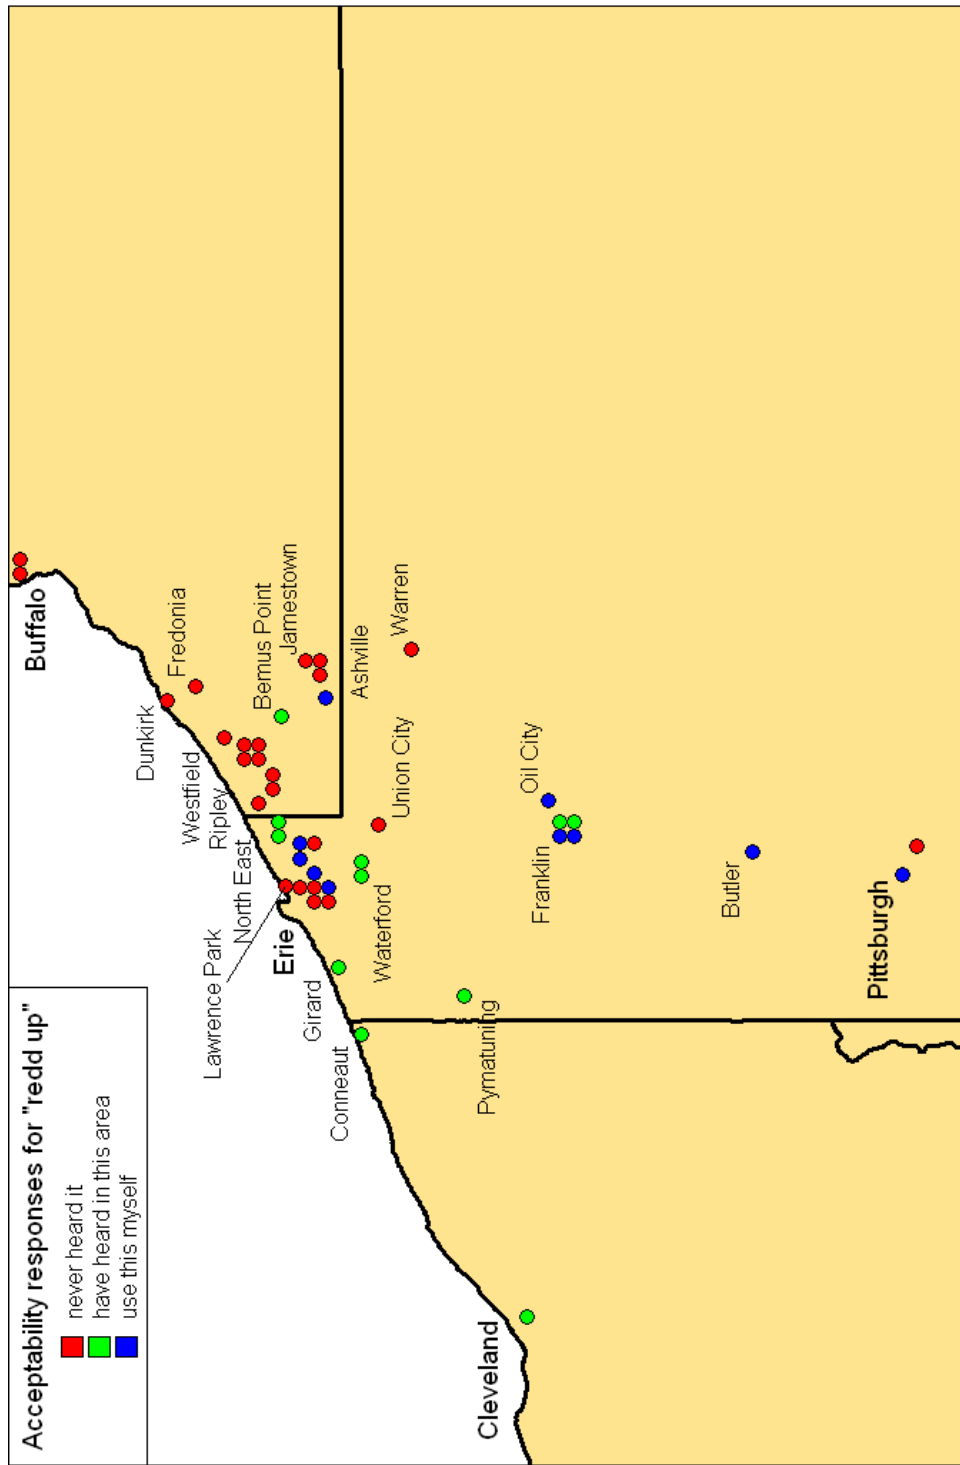 Acceptability responses for "redd up"
never heard it
have heard in this area
use this myself
Buffalo
Dunkirk
Fredonia
Westfield
Ripley
Bemus Point
Jamestown
North East
Lawrence Park
Erie
Ashville
Girard
Conneaut
Waterford
Union City
Warren
Pymatuning
Cleveland
Franklin
Oil City
Butler
Pittsburgh